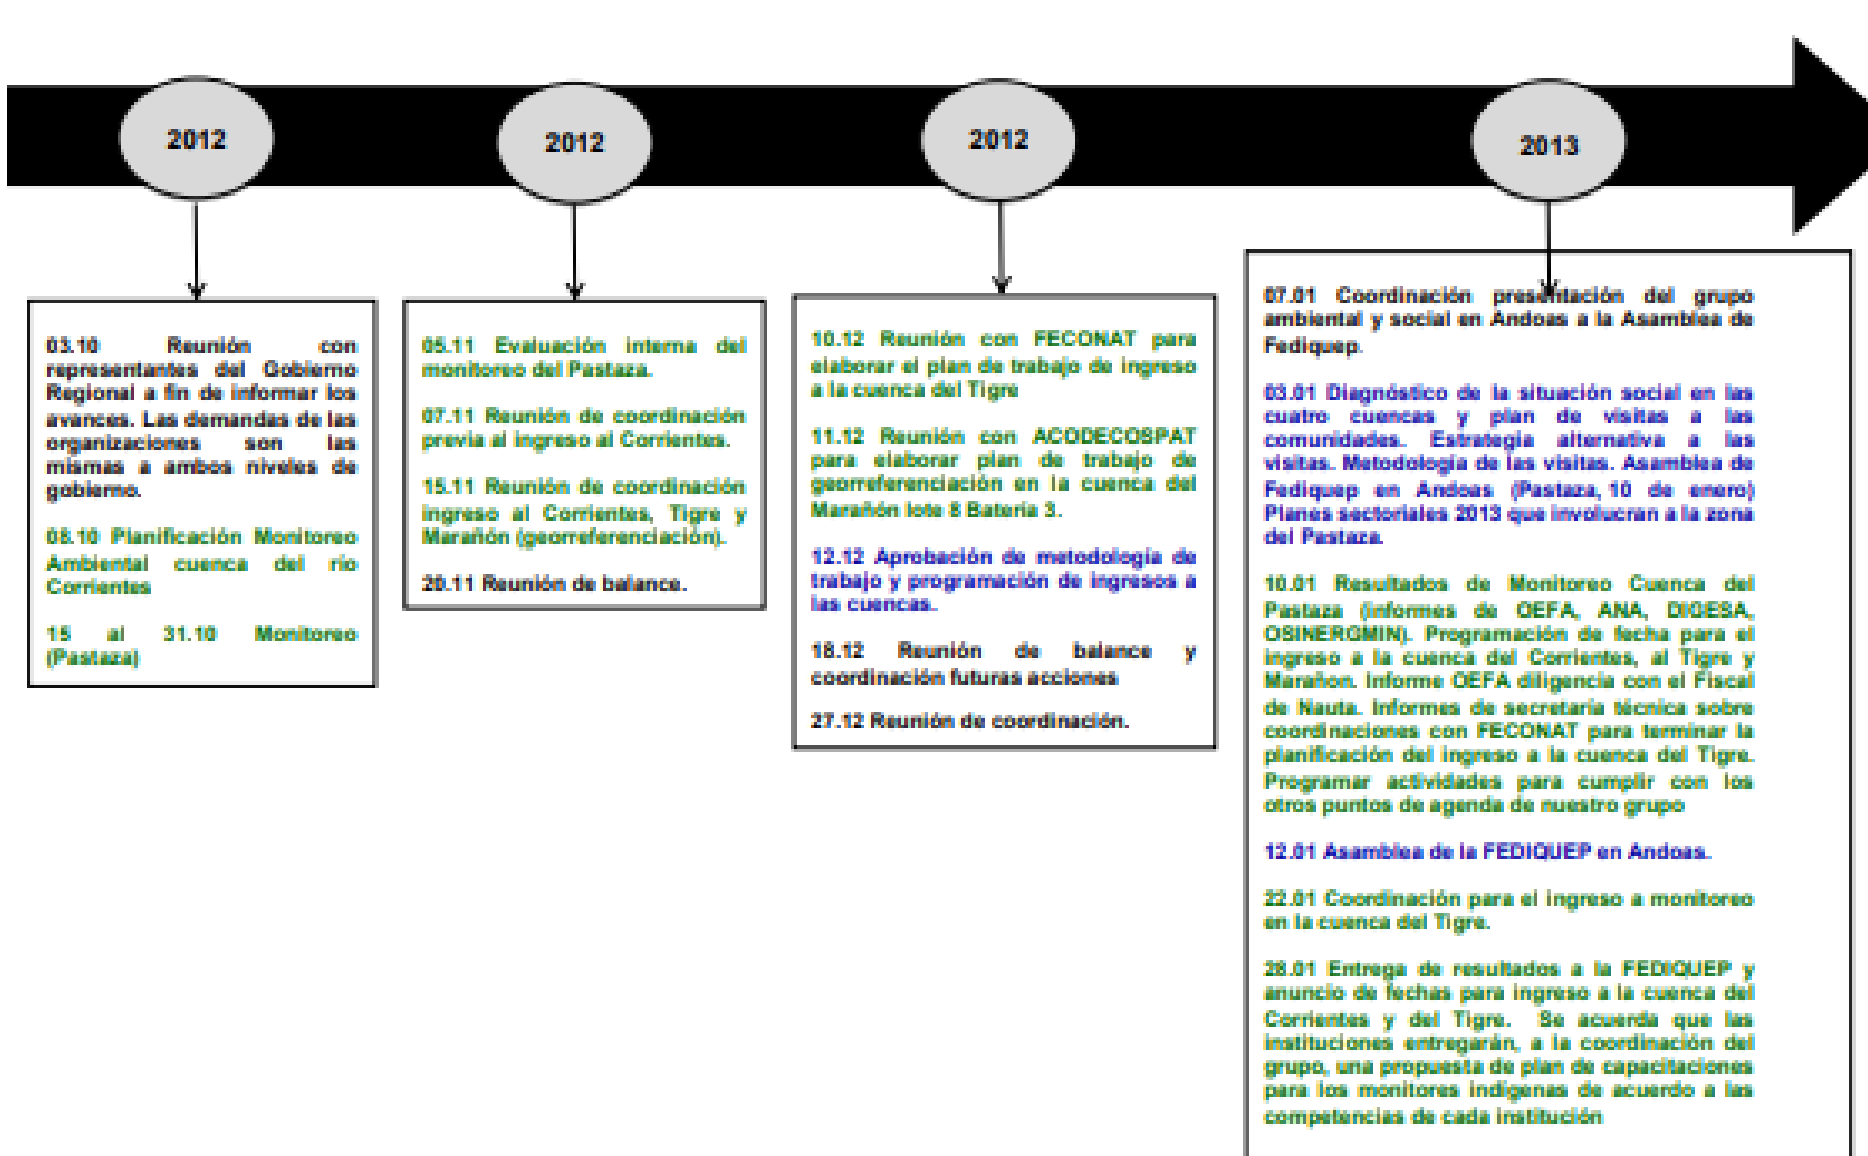 2012
2012
2012
2013
03.10 Reunión con
representantes del Gobierno
Regional a fin de informar los
avances. Las demandas de las
organizaciones son las
mismas a ambos niveles de
gobierno.
08.10 Planificación Monitoreo
Ambiental cuenca del río
Corrientes
15 al 31.10 Monitoreo
(Pastaza)
05.11 Evaluación interna del
monitoreo del Pastaza.
07.11 Reunión de coordinación
previa al ingreso al Corrientes.
15.11 Reunión de coordinación
ingreso al Corrientes, Tigre y
Marañón (georreferenciación).
20.11 Reunión de balance.
10.12 Reunión con FECONAT para
elaborar el plan de trabajo de ingreso
a la cuenca del Tigre
11.12 Reunión con ACODECOSPAT
para elaborar plan de trabajo de
georreferenciación en la cuenca del
Marañón lote 8 Batería 3.
12.12 Aprobación de metodología de
trabajo y programación de ingresos a
las cuencas.
18.12 Reunión de balance y
coordinación futuras acciones
27.12 Reunión de coordinación.
07.01 Coordinación presentación del grupo
ambiental y social en Andoas a la Asamblea de
Fediquep.
03.01 Diagnóstico de la situación social en las
cuatro cuencas y plan de visitas a las
comunidades. Estrategia alternativa a las
visitas. Metodología de las visitas. Asamblea de
Fediquep en Andoas (Pastaza, 10 de enero)
Planes sectoriales 2013 que involucran a la zona
del Pastaza.
10.01 Resultados de Monitoreo Cuenca del
Pastaza (informes de OEFA, ANA, DIGESA,
OSINERGMIN). Programación de fecha para el
ingreso a la cuenca del Corrientes, al Tigre y
Marañon. Informe OEFA diligencia con el Fiscal
de Nauta. Informes de secretaría técnica sobre
coordinaciones con FECONAT para terminar la
planificación del ingreso a la cuenca del Tigre.
Programar actividades para cumplir con los
otros puntos de agenda de nuestro grupo
12.01 Asamblea de la FEDIQUEP en Andoas.
22.01 Coordinación para el ingreso a monitoreo
en la cuenca del Tigre.
28.01 Entrega de resultados a la FEDIQUEP y
anuncio de fechas para ingreso a la cuenca del
Corrientes y del Tigre. Se acuerda que las
instituciones entregarán, a la coordinación del
grupo, una propuesta de plan de capacitaciones
para los monitores indígenas de acuerdo a las
competencias de cada institución